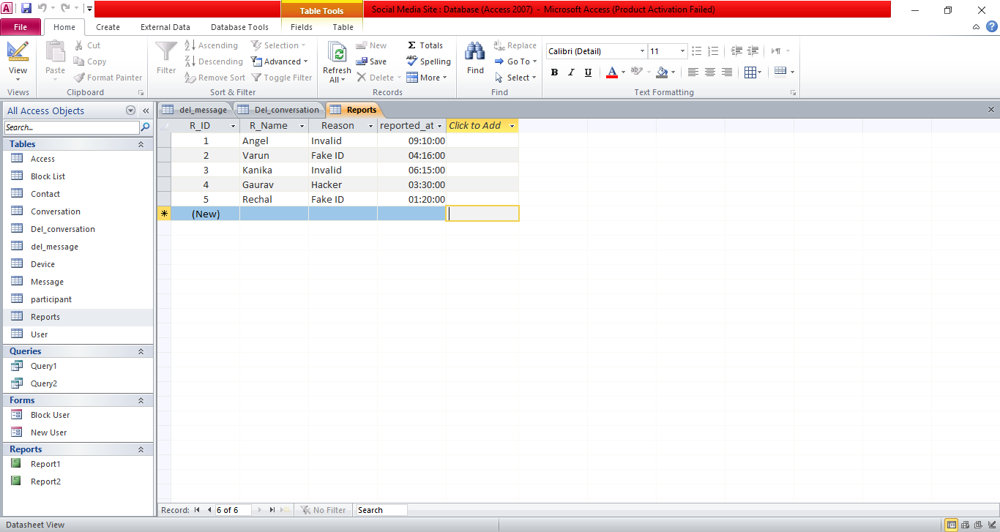 Table Tools
Social Media Site : Database (Access 2007) - Microsoft Access (Product Activation Failed)
File Home Create External Data Database Tools Fields Table
View
Views
Paste
Cut
Copy
Format Painter
Clipboard
Filter
Ascending
Descending
Remove Sort
Selection
Advanced
Toggle Filter
Sort & Filter
Refresh
All
New
Save
Delete
Totals
Spelling
More
Records
Find
Replace
Go To
Select
Find
Calibri (Detail) 11
B I U A ab
Text Formatting
All Access Objects
Search...
Tables
Access
Block List
Contact
Conversation
Del_conversation
del_message
Device
Message
participant
Reports
User
Queries
Query1
Query2
Forms
Block User
New User
Reports
Report1
Report2
del_message Del_conversation Reports
R_ID R_Name Reason reported_at Click to Add
1 Angel Invalid 09:10:00
2 Varun Fake ID 04:16:00
3 Kanika Invalid 06:15:00
4 Gaurav Hacker 03:30:00
5 Rechal Fake ID 01:20:00
(New)
Record: 6 of 6 No Filter Search
Datasheet View